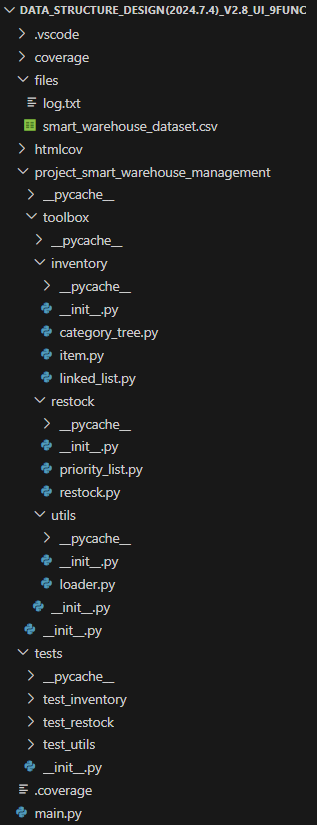 DATA_STRUCTURE_DESIGN(2024.7.4)_V2.8_UI_9FUNC
.vscode
coverage
files
log.txt
smart_warehouse_dataset.csv
htmlcov
project_smart_warehouse_management
__pycache__
toolbox
__pycache__
inventory
__pycache__
__init__.py
category_tree.py
item.py
linked_list.py
restock
__pycache__
__init__.py
priority_list.py
restock.py
utils
__pycache__
__init__.py
loader.py
__init__.py
__init__.py
tests
__pycache__
test_inventory
test_restock
test_utils
__init__.py
.coverage
main.py